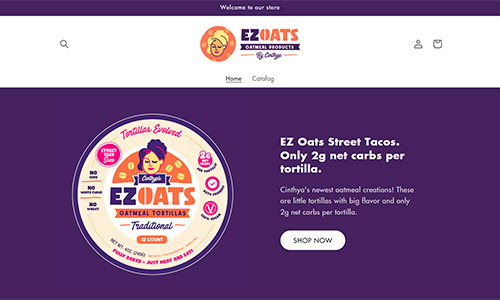 Welcome to our store
EZOATS
OATMEAL PRODUCTS
By Cinthya
Home Catalog
Tortillas Evolved
STREET
TACO
Size
NO
CORN
NO
WHITE FLOUR
NO
WHEAT
2g
NET
CARBS
PER TORTILLA
KETO FRIENDLY
100% VEGAN
Cinthya's
EZOATS
OATMEAL TORTILLAS
Traditional
12 COUNT
NET WT.
FULLY BAKED - JUST HEAT AND EAT!
EZ Oats Street Tacos.
Only 2g net carbs per
tortilla.
Cinthya's newest oatmeal creations! These
are little tortillas with big flavor and only
2g net carbs per tortilla.
SHOP NOW